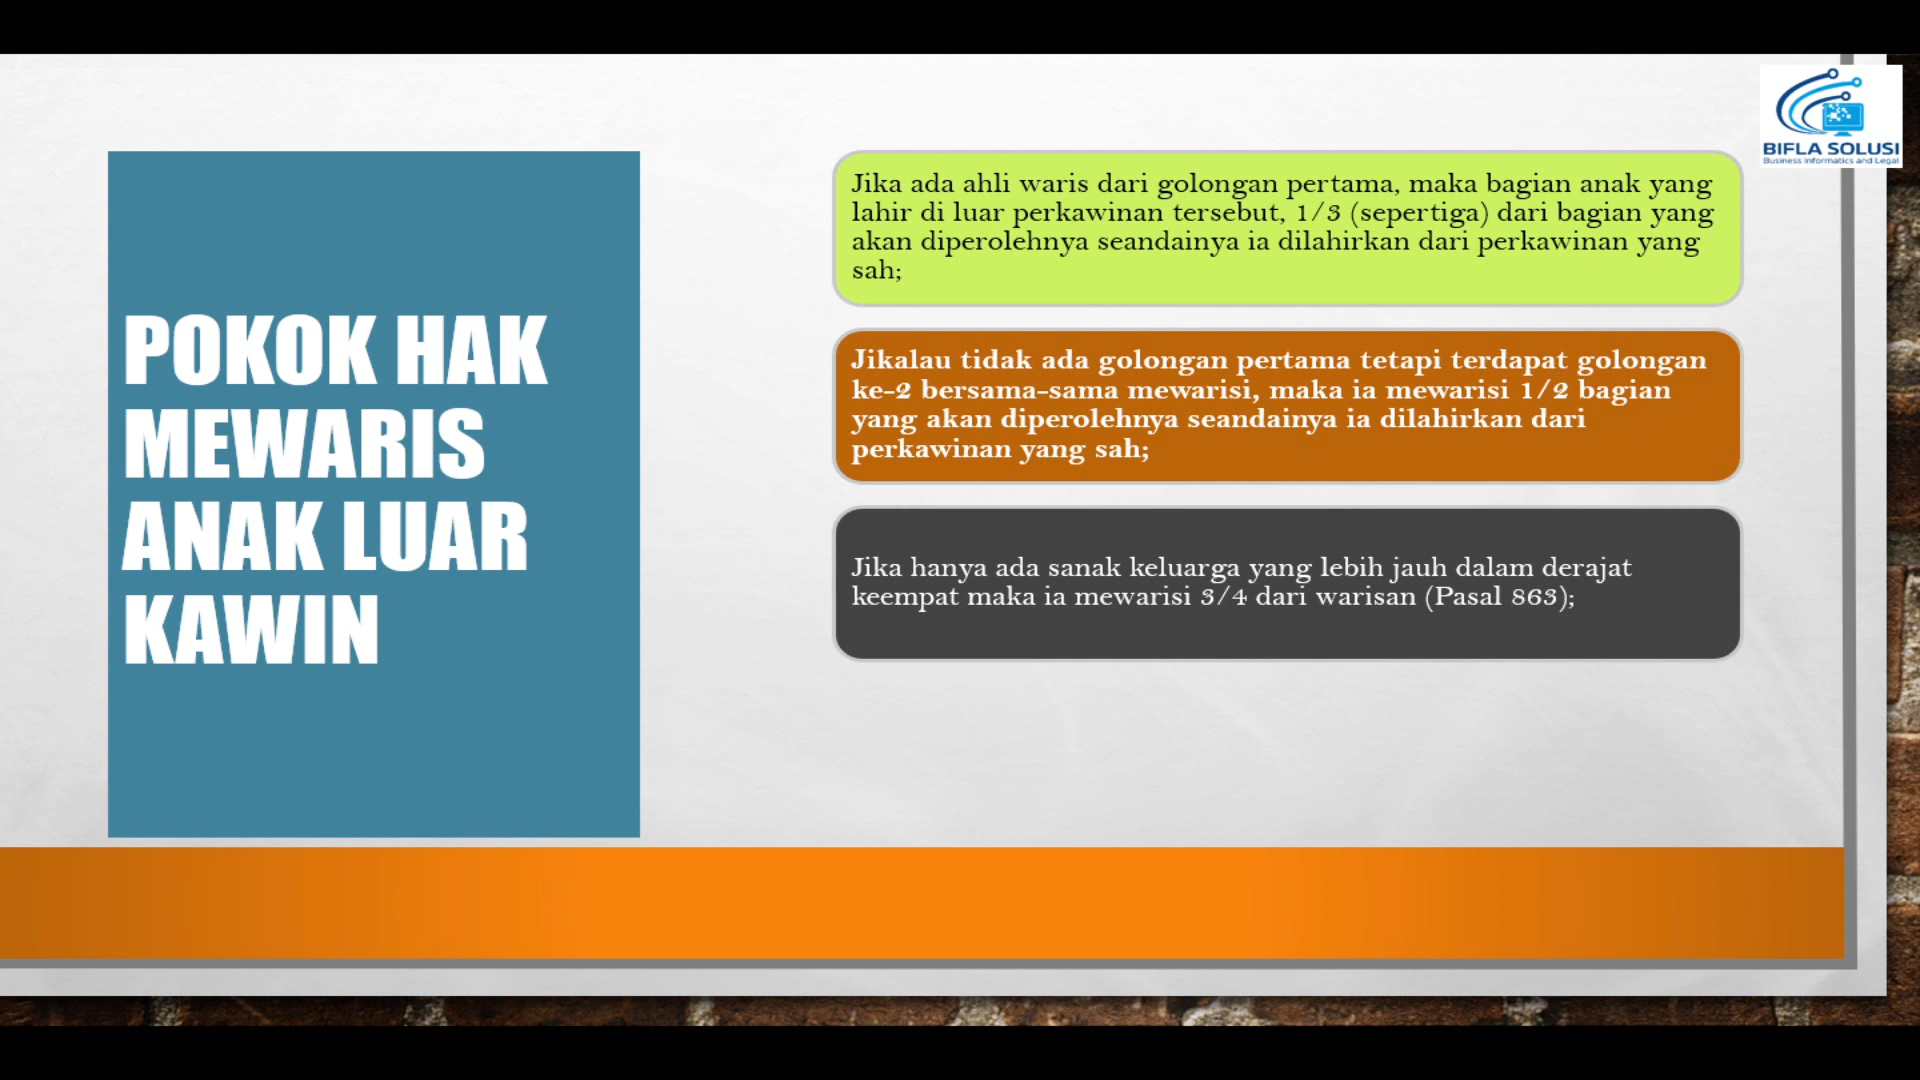 BIFLA SOLUSI
Business Informatics and Legal
POKOK HAK
MEWARIS
ANAK LUAR
KAWIN
Jika ada ahli waris dari golongan pertama, maka bagian anak yang
lahir di luar perkawinan tersebut, 1/3 (sepertiga) dari bagian yang
akan diperolehnya seandainya ia dilahirkan dari perkawinan yang
sah;
Jikalau tidak ada golongan pertama tetapi terdapat golongan
ke-2 bersama-sama mewarisi, maka ia mewarisi 1/2 bagian
yang akan diperolehnya seandainya ia dilahirkan dari
perkawinan yang sah;
Jika hanya ada sanak keluarga yang lebih jauh dalam derajat
keempat maka ia mewarisi 3/4 dari warisan (Pasal 863);